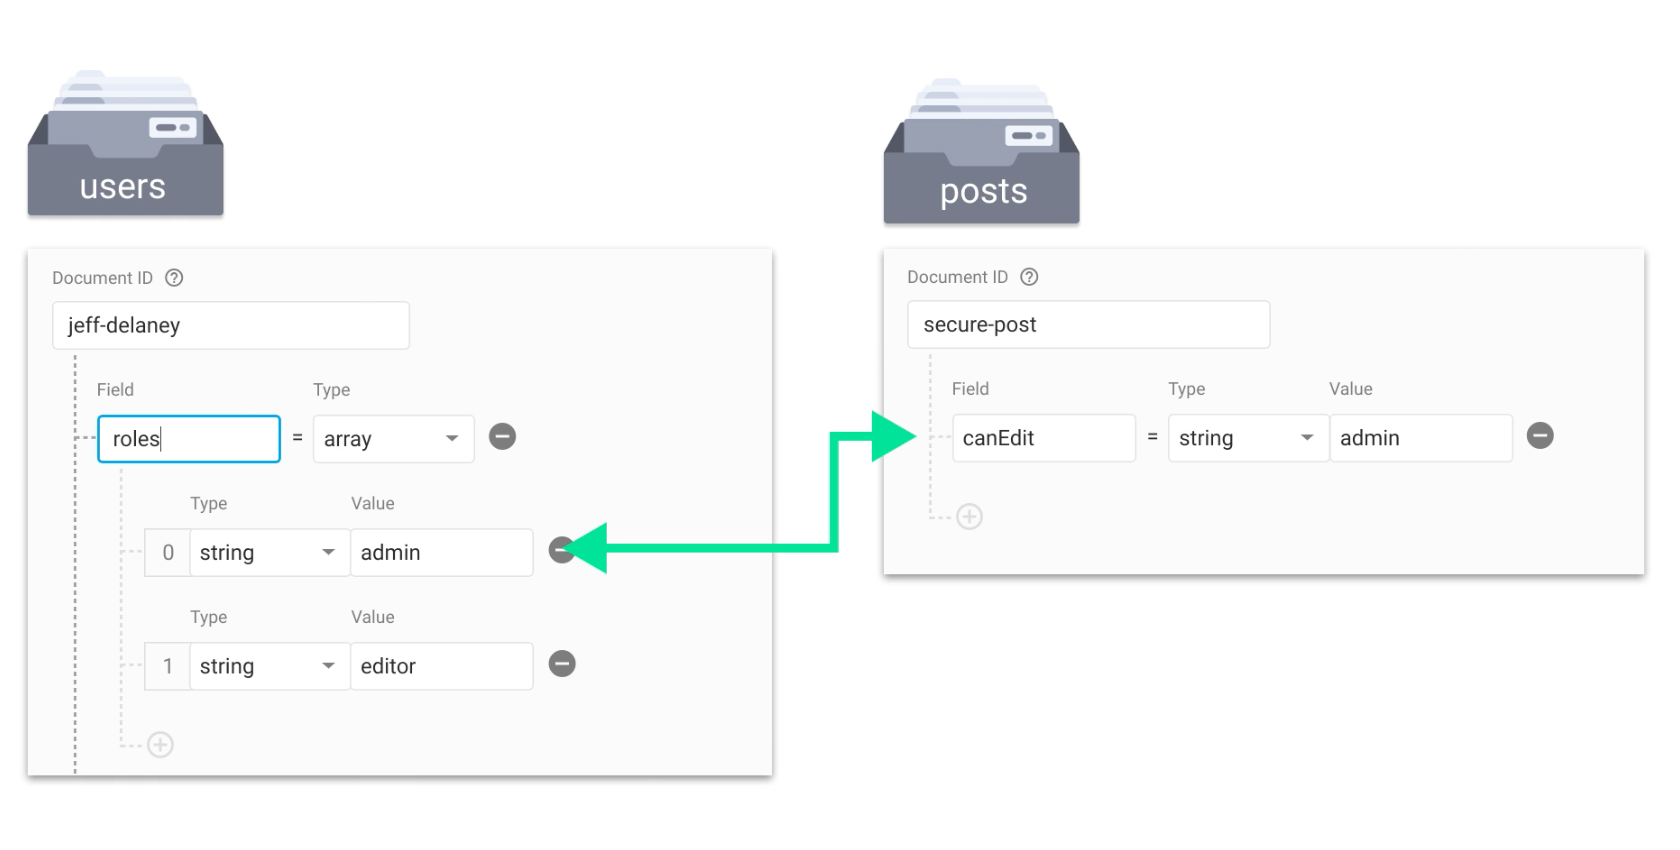 users
Document ID ?
jeff-delaney
Field Type
roles = array
Type Value
0 string admin
Type Value
1 string editor
posts
Document ID ?
secure-post
Field Type Value
canEdit = string admin